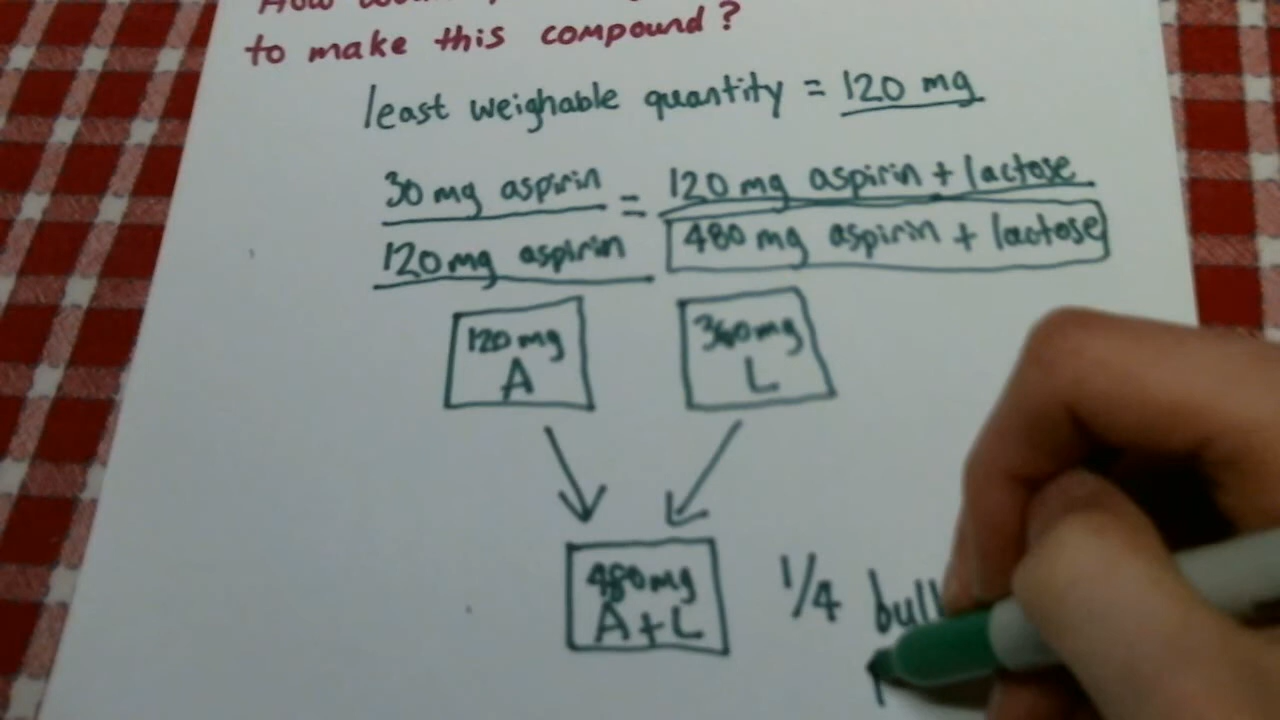 to make this compound?
least weighable quantity = 120 mg
30 mg aspirin = 120 mg aspirin + lactose
120 mg aspirin 480 mg aspirin + lactose
120 mg 360 mg
A L
480 mg
A + L
1/4